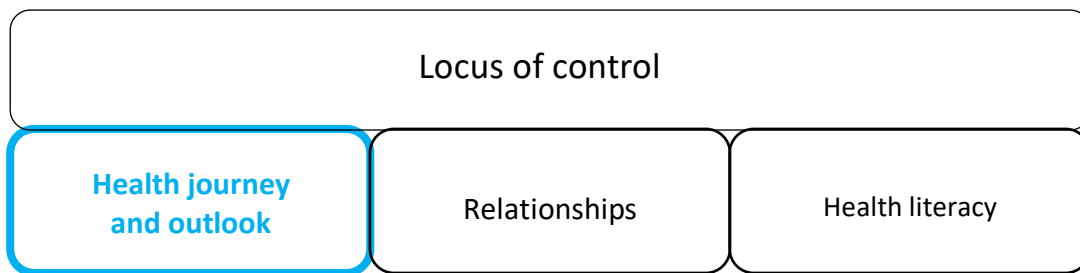 Locus of control
Health journey
and outlook
Relationships
Health literacy